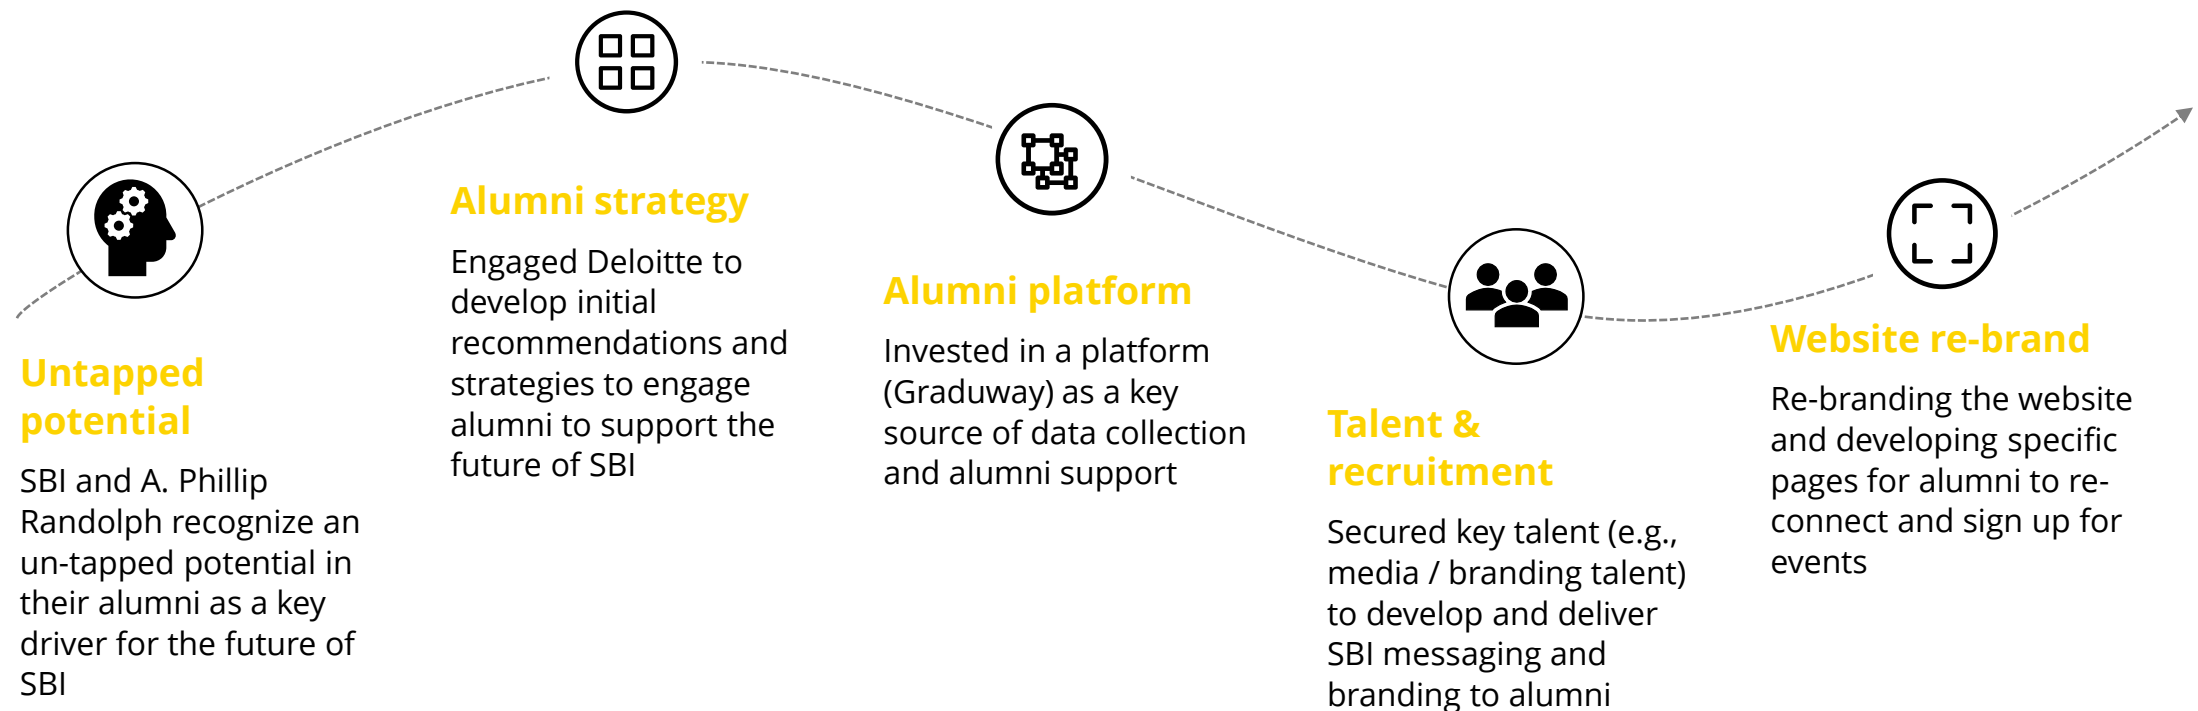 Untapped
potential
SBI and A. Phillip
Randolph recognize an
un-tapped potential in
their alumni as a key
driver for the future of
SBI
Alumni strategy
Engaged Deloitte to
develop initial
recommendations and
strategies to engage
alumni to support the
future of SBI
Alumni platform
Invested in a platform
(Graduway) as a key
source of data collection
and alumni support
Talent &
recruitment
Secured key talent (e.g.,
media / branding talent)
to develop and deliver
SBI messaging and
branding to alumni
Website re-brand
Re-branding the website
and developing specific
pages for alumni to re-
connect and sign up for
events